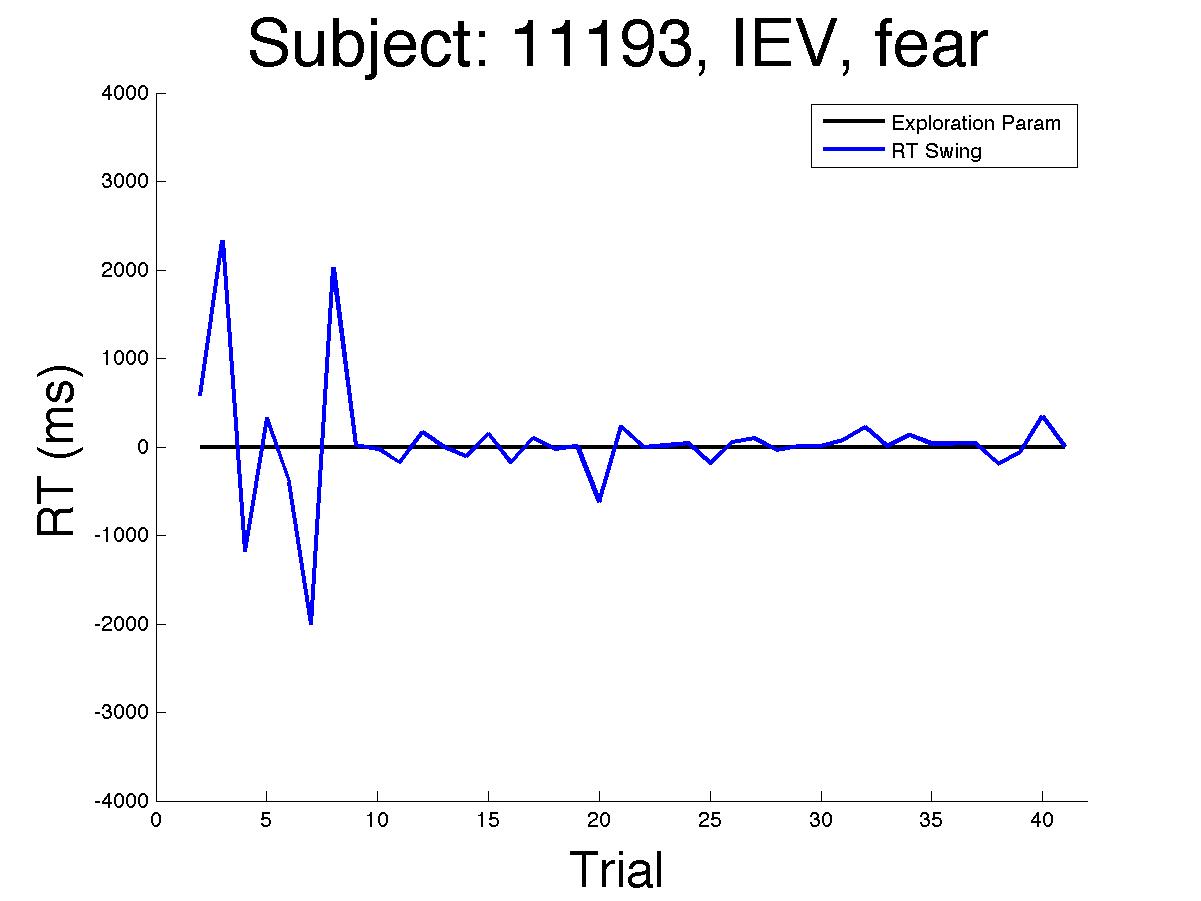 Subject: 11193, IEV, fear
4000
3000
2000
1000
0
-1000
-2000
-3000
-4000
RT (ms)
Exploration Param
RT Swing
0 5 10 15 20 25 30 35 40
Trial